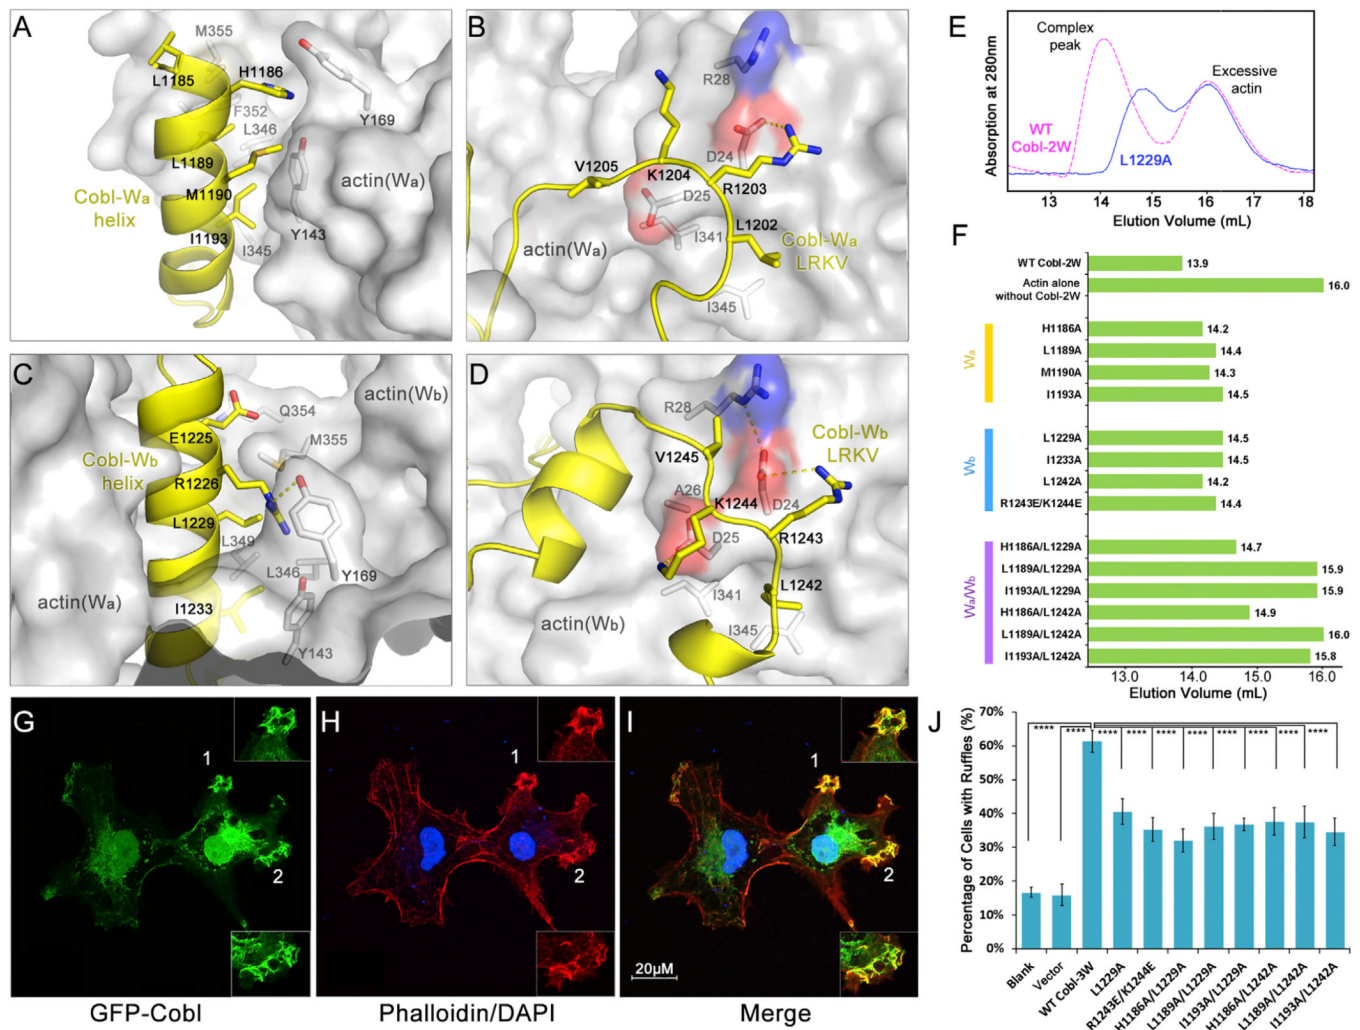 A
M355
L1185
H1186
F352
L346
Y169
L1189
M1190
Cobl-Wa
helix
actin(Wa)
I1193
Y143
I345
B
R28
D24
V1205
K1204
R1203
D25
L1202
actin(Wa)
I341
Cobl-Wa
LRKV
I345
C
actin(Wb)
Q354
E1225
M355
Cobl-Wb
helix
R1226
L1229
L349
L346
Y169
actin(Wa)
I1233
Y143
D
R28
Cobl-Wb
LRKV
V1245
A26
K1244
D24
D25
R1243
L1242
I341
actin(Wb)
I345
E
Absorption at 280nm
Complex
peak
Excessive
actin
WT
Cobl-2W
L1229A
13 14 15 16 17 18
Elution Volume (mL)
F
WT Cobl-2W 13.9
Actin alone
without Cobl-2W 16.0
Wa
H1186A 14.2
L1189A 14.4
M1190A 14.3
I1193A 14.5
Wb
L1229A 14.5
I1233A 14.5
L1242A 14.2
R1243E/K1244E 14.4
Wa/Wb
H1186A/L1229A 14.7
L1189A/L1229A 15.9
I1193A/L1229A 15.9
H1186A/L1242A 14.9
L1189A/L1242A 16.0
I1193A/L1242A 15.8
13.0 14.0 15.0 16.0
Elution Volume (mL)
G
1
2
GFP-Cobl
H
1
2
Phalloidin/DAPI
I
1
2
20µM
Merge
J
Percentage of Cells with Ruffles (%)
70%
60%
50%
40%
30%
20%
10%
0%
**** **** **** **** **** **** **** **** ****
** ** ** ** ** ** ** ** **
Blank
Vector
WT Cobl-3W
L1229A
R1243E/K1244E
H1186A/L1229A
L1189A/L1229A
I1193A/L1229A
H1186A/L1242A
L1189A/L1242A
I1193A/L1242A